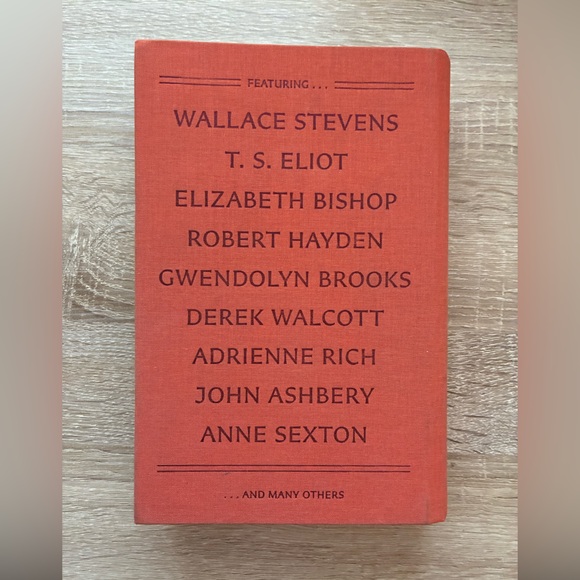 FEATURING...
WALLACE STEVENS
T. S. ELIOT
ELIZABETH BISHOP
ROBERT HAYDEN
GWENDOLYN BROOKS
DEREK WALCOTT
ADRIENNE RICH
JOHN ASHBERY
ANNE SEXTON
...AND MANY OTHERS